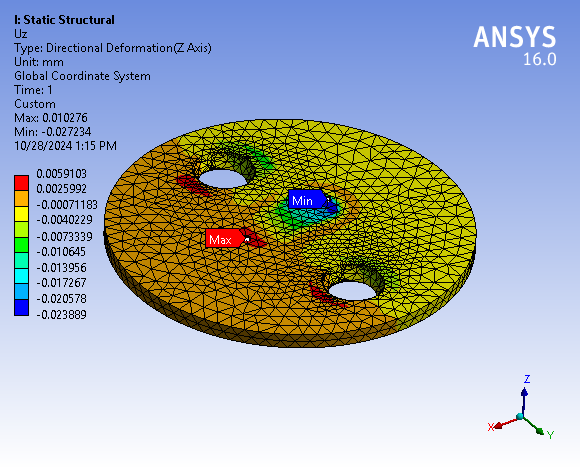 I: Static Structural
Uz
Type: Directional Deformation(Z Axis)
Unit: mm
Global Coordinate System
Time: 1
Custom
Max: 0.010276
Min: -0.027234
10/28/2024 1:15 PM
ANSYS
16.0
0.0059103
0.0025992
-0.00071183
-0.0040229
-0.0073339
-0.010645
-0.013956
-0.017267
-0.020578
-0.023889
Min
Max
Z
X
Y